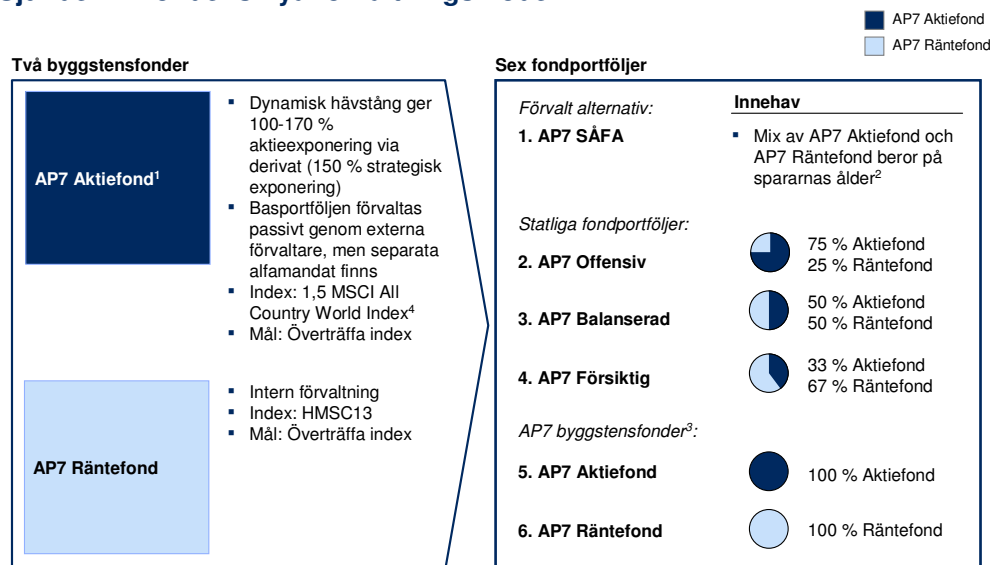 AP7 Aktiefond
AP7 Räntefond
Två byggstensfonder
AP7 Aktiefond¹
▪ Dynamisk hävstång ger
100-170 %
aktieexponering via
derivat (150 % strategisk
exponering)
▪ Basportföljen förvaltas
passivt genom externa
förvaltare, men separata
alfamandat finns
▪ Index: 1,5 MSCI All
Country World Index⁴
▪ Mål: Överträffa index
AP7 Räntefond
▪ Intern förvaltning
▪ Index: HMSC13
▪ Mål: Överträffa index
Sex fondportföljer
Förvalt alternativ:
Innehav
1. AP7 SÅFA
▪ Mix av AP7 Aktiefond och
AP7 Räntefond beror på
spararnas ålder²
Statliga fondportföljer:
2. AP7 Offensiv
75 % Aktiefond
25 % Räntefond
3. AP7 Balanserad
50 % Aktiefond
50 % Räntefond
4. AP7 Försiktig
33 % Aktiefond
67 % Räntefond
AP7 byggstensfonder³:
5. AP7 Aktiefond
100 % Aktiefond
6. AP7 Räntefond
100 % Räntefond